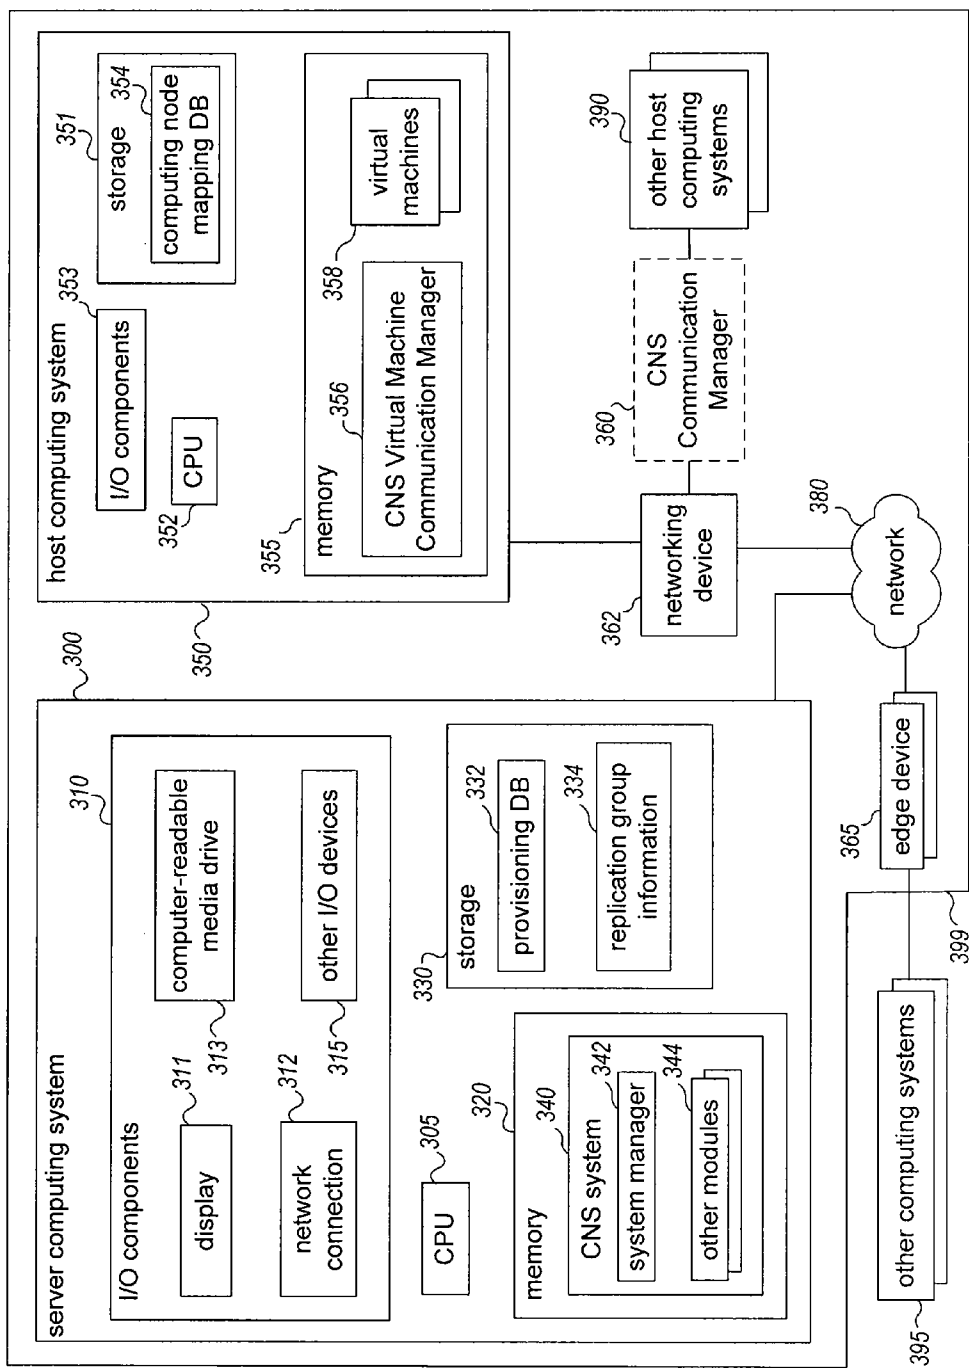 300
server computing system
I/O components
310
display
311
computer-readable
media drive
313
network
connection
312
other I/O devices
315
CPU
305
memory
320
CNS system
340
system manager
342
other modules
344
storage
330
provisioning DB
332
replication group
information
334
350
host computing system
I/O components
353
CPU
352
storage
351
computing node
mapping DB
354
memory
355
CNS Virtual Machine
Communication Manager
356
virtual
machines
358
networking
device
362
CNS
Communication
Manager
360
other host
computing
systems
390
network
380
edge device
365
other computing systems
395
399